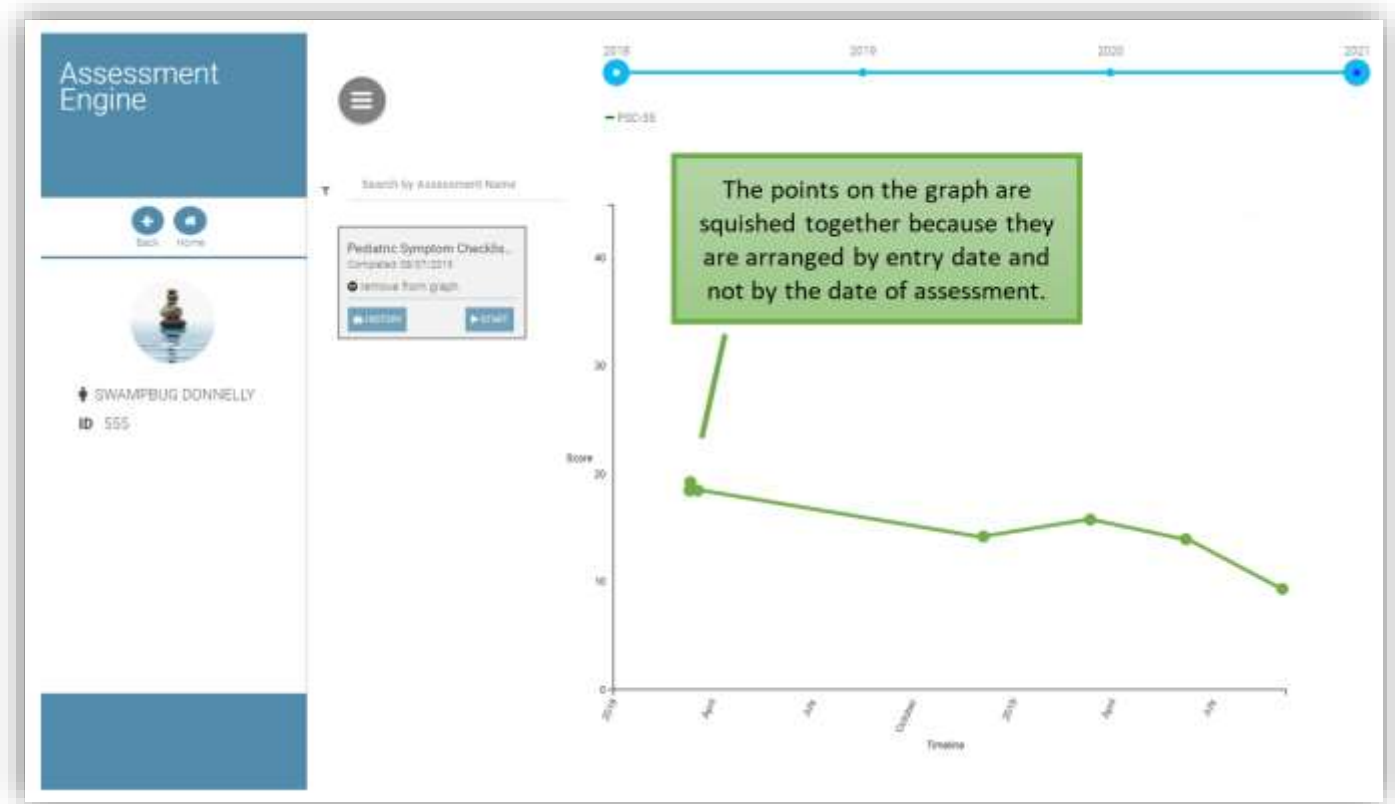 Assessment
Engine
Back Home
SWAMPBUG DONNELLY
ID 555
Search by Assessment Name
Pediatric Symptom Checklis...
remove from graph
HISTORY START
2018 2019 2020 2021
PSC-35
The points on the graph are
squished together because they
are arranged by entry date and
not by the date of assessment.
40
30
Score
20
10
0
2018 April July October 2019 April July
Timeline